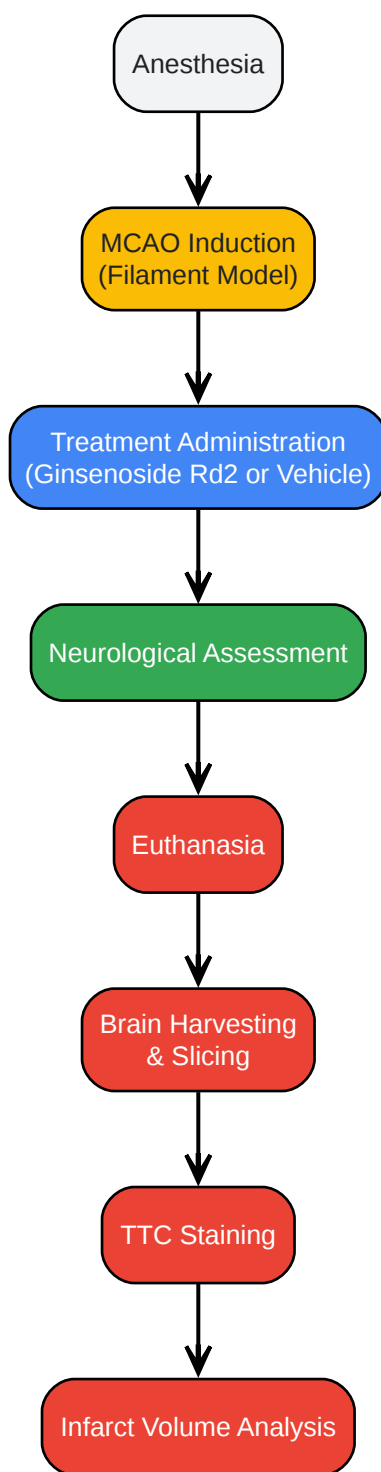 Anesthesia
MCAO Induction
(Filament Model)
Treatment Administration
(Ginsenoside Rd2 or Vehicle)
Neurological Assessment
Euthanasia
Brain Harvesting
& Slicing
TTC Staining
Infarct Volume Analysis